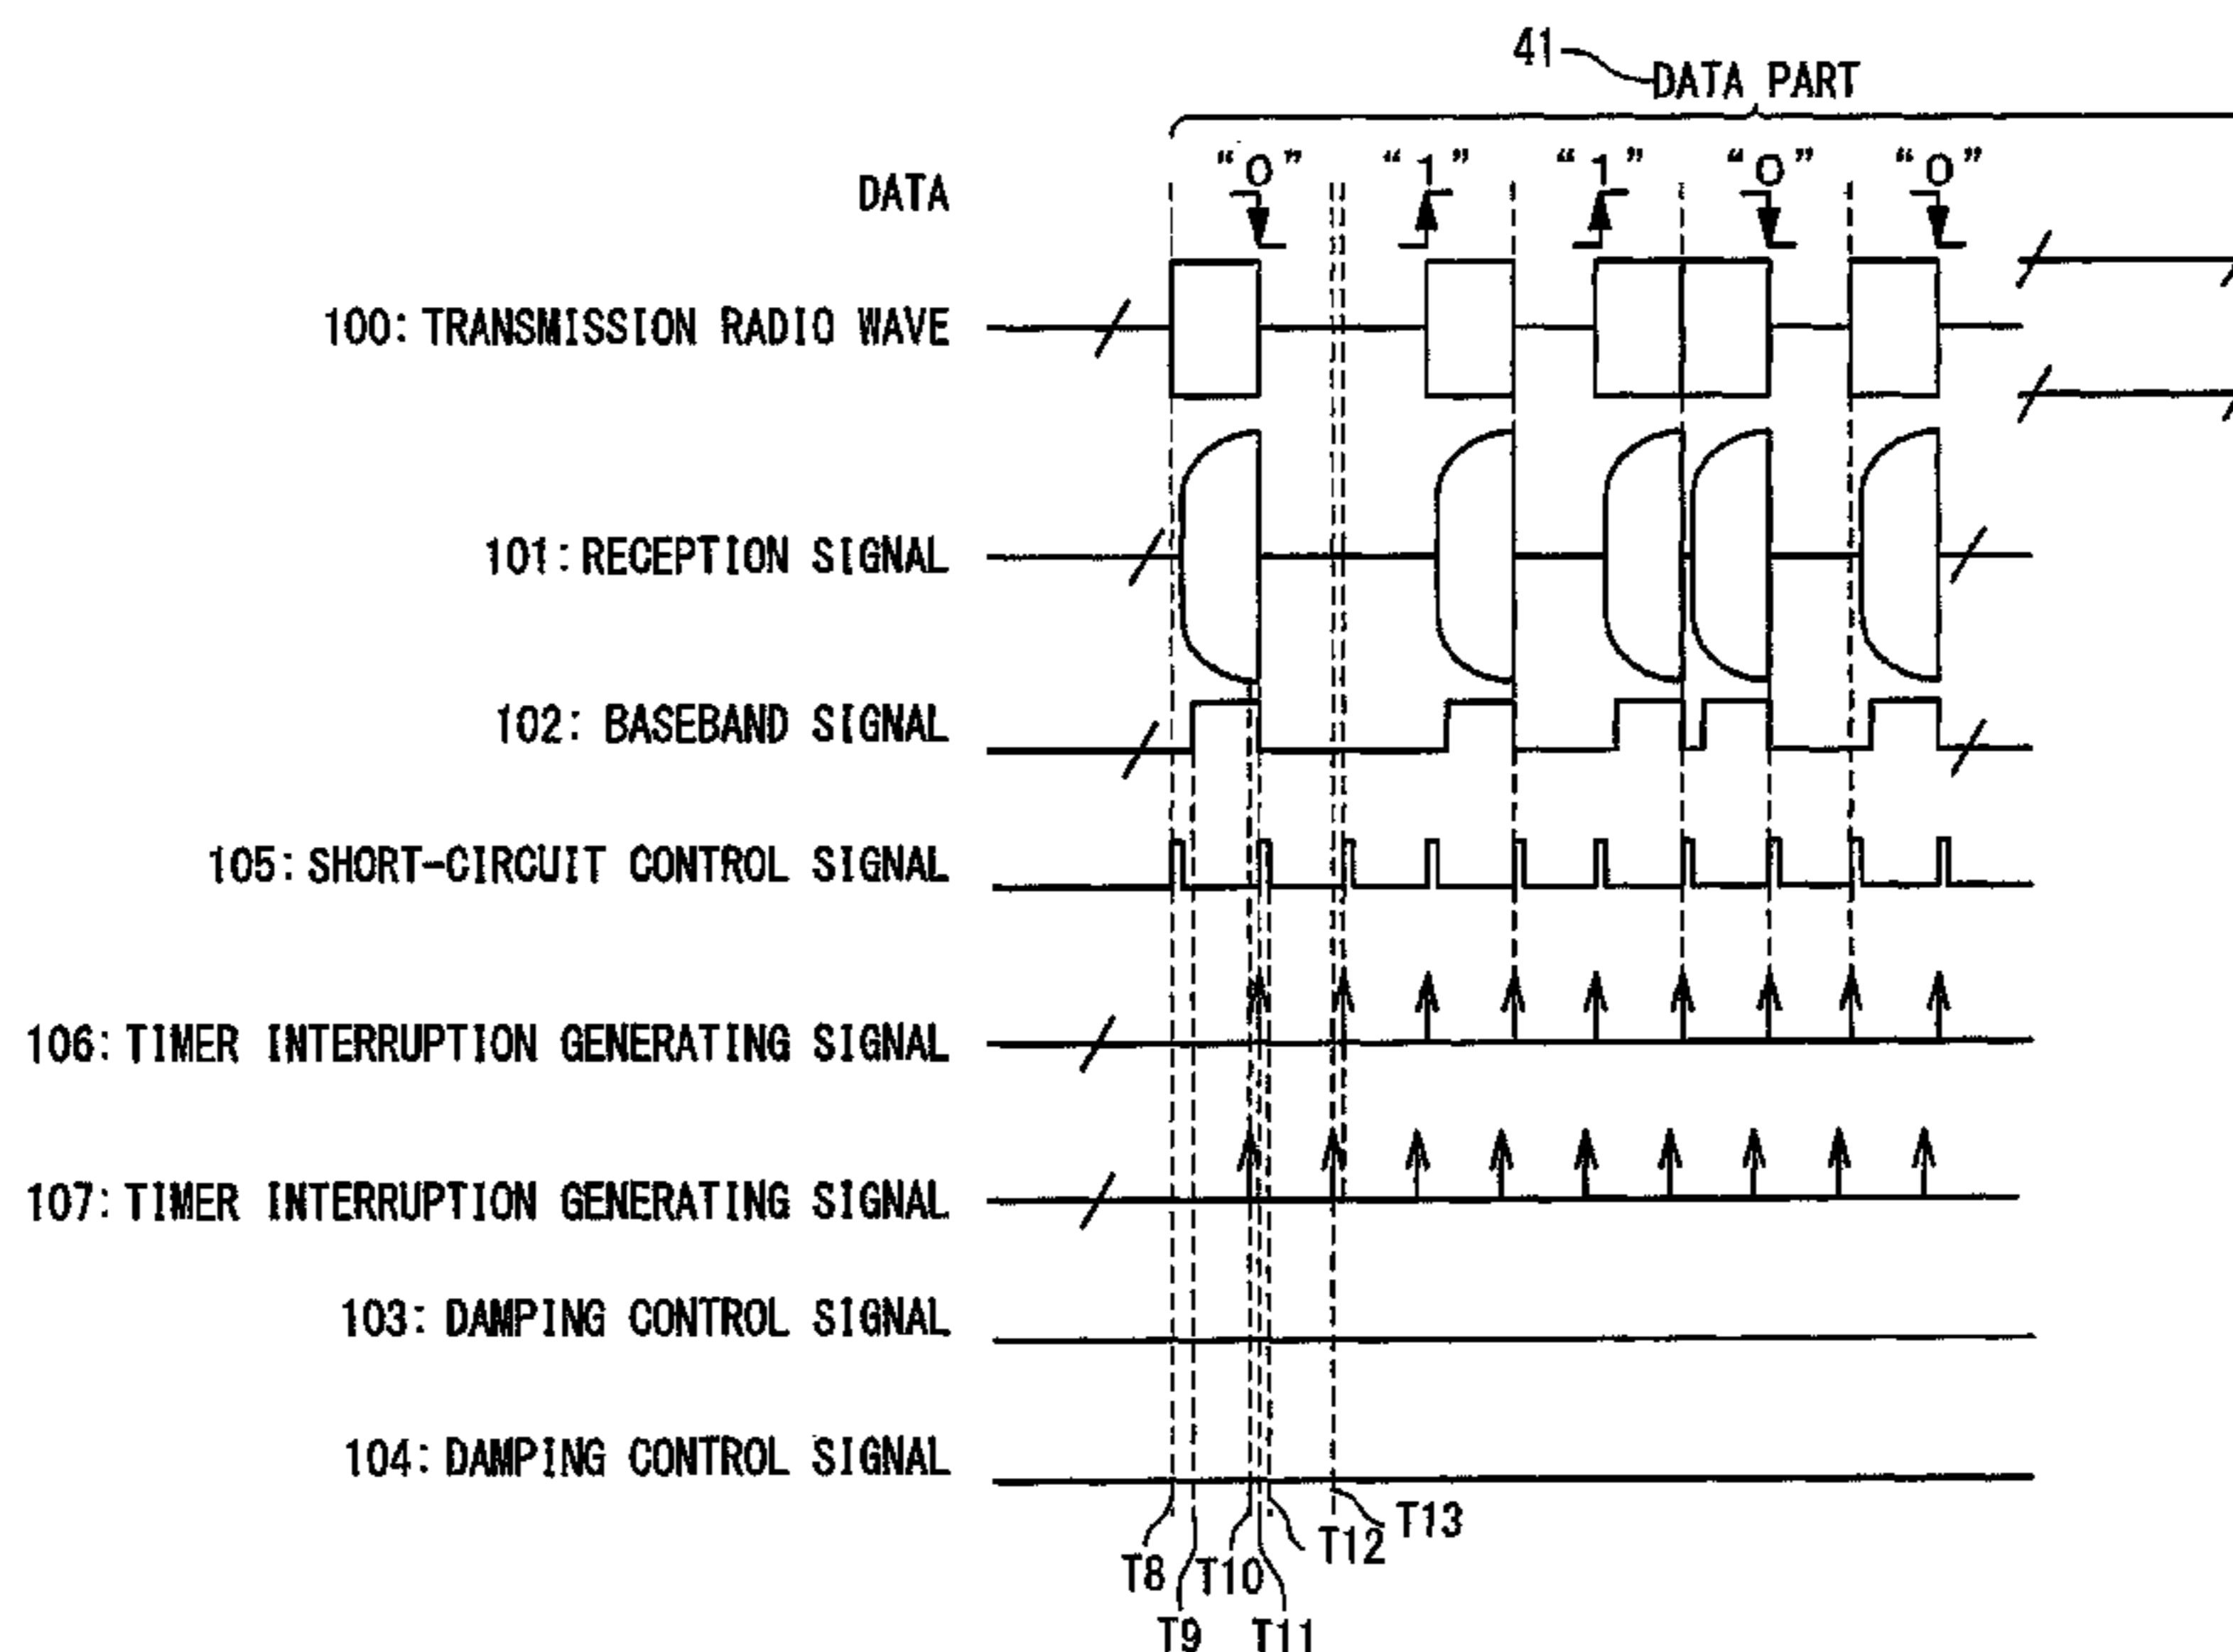 41
DATA PART
DATA
“0” “1” “1” “0” “0”
100: TRANSMISSION RADIO WAVE
101: RECEPTION SIGNAL
102: BASEBAND SIGNAL
105: SHORT-CIRCUIT CONTROL SIGNAL
106: TIMER INTERRUPTION GENERATING SIGNAL
107: TIMER INTERRUPTION GENERATING SIGNAL
103: DAMPING CONTROL SIGNAL
104: DAMPING CONTROL SIGNAL
T8 T10 T12 T13
T9 T11